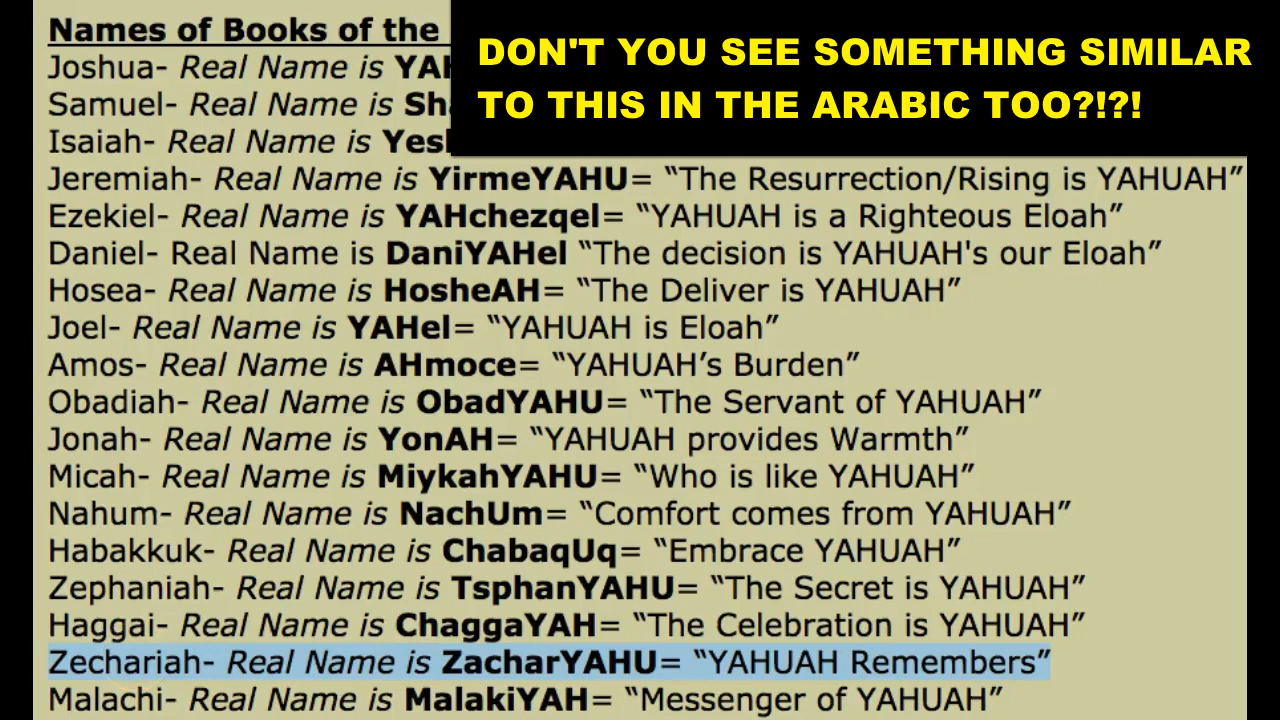 Names of Books of the
DON'T YOU SEE SOMETHING SIMILAR
TO THIS IN THE ARABIC TOO?!?!
Joshua- Real Name is YAH
Samuel- Real Name is Sha
Isaiah- Real Name is Yesh
Jeremiah- Real Name is YirmeYAHU= “The Resurrection/Rising is YAHUAH”
Ezekiel- Real Name is YAHchezqel= “YAHUAH is a Righteous Eloah”
Daniel- Real Name is DaniYAHel “The decision is YAHUAH's our Eloah”
Hosea- Real Name is HosheAH= “The Deliver is YAHUAH”
Joel- Real Name is YAHel= “YAHUAH is Eloah”
Amos- Real Name is AHmoce= “YAHUAH’s Burden”
Obadiah- Real Name is ObadYAHU= “The Servant of YAHUAH”
Jonah- Real Name is YonAH= “YAHUAH provides Warmth”
Micah- Real Name is MiykahYAHU= “Who is like YAHUAH”
Nahum- Real Name is NachUm= “Comfort comes from YAHUAH”
Habakkuk- Real Name is ChabaqUq= “Embrace YAHUAH”
Zephaniah- Real Name is TsphanYAHU= “The Secret is YAHUAH”
Haggai- Real Name is ChaggaYAH= “The Celebration is YAHUAH”
Zechariah- Real Name is ZacharYAHU= “YAHUAH Remembers”
Malachi- Real Name is MalakiYAH= “Messenger of YAHUAH”